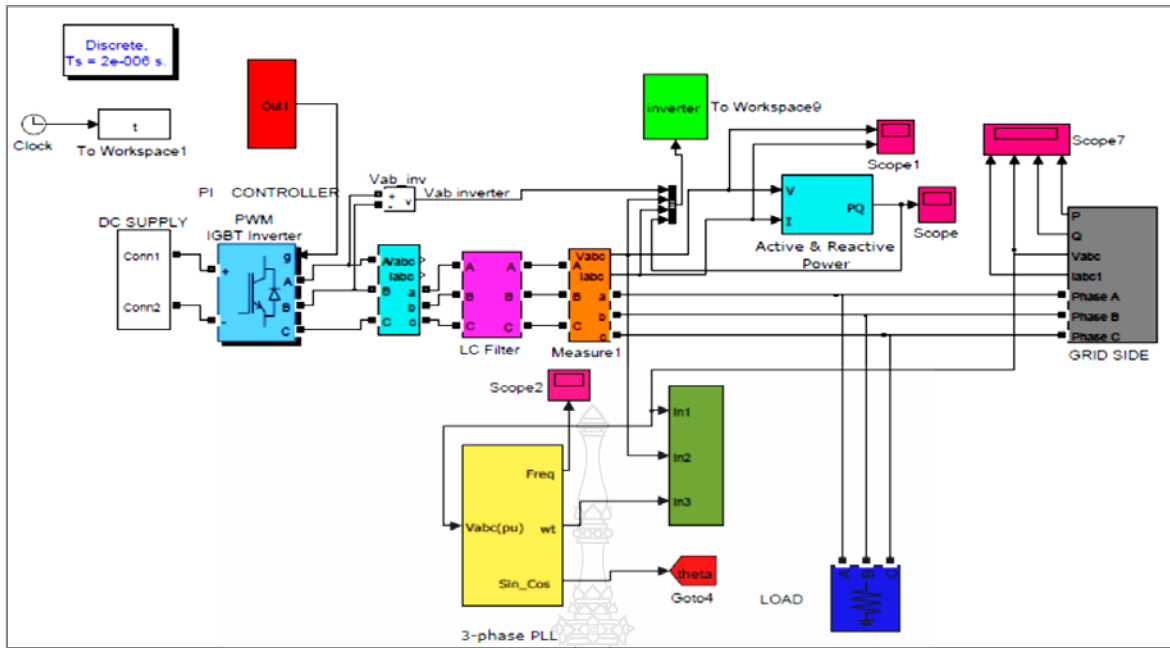 Discrete,
Ts = 2e-006 s.
Clock
t
To Workspace1
Out1
PI CONTROLLER
inverter
To Workspace9
Scope1
Scope7
Vab_inv
+
-
v
Vab inverter
V
I
PQ
Scope
Active & Reactive
Power
DC SUPPLY
Conn1
Conn2
PWM
IGBT Inverter
+
-
g
A
B
C
A
B
C
Vabc
Iabc
a
b
c
A
B
C
A
B
C
LC Filter
A
B
C
Vabc
Iabc
a
b
c
Measure1
P
Q
Vabc
Iabc1
Phase A
Phase B
Phase C
GRID SIDE
Scope2
Vabc(pu)
Freq
wt
Sin_Cos
3-phase PLL
In1
In2
In3
theta
Goto4
LOAD
A
B
C